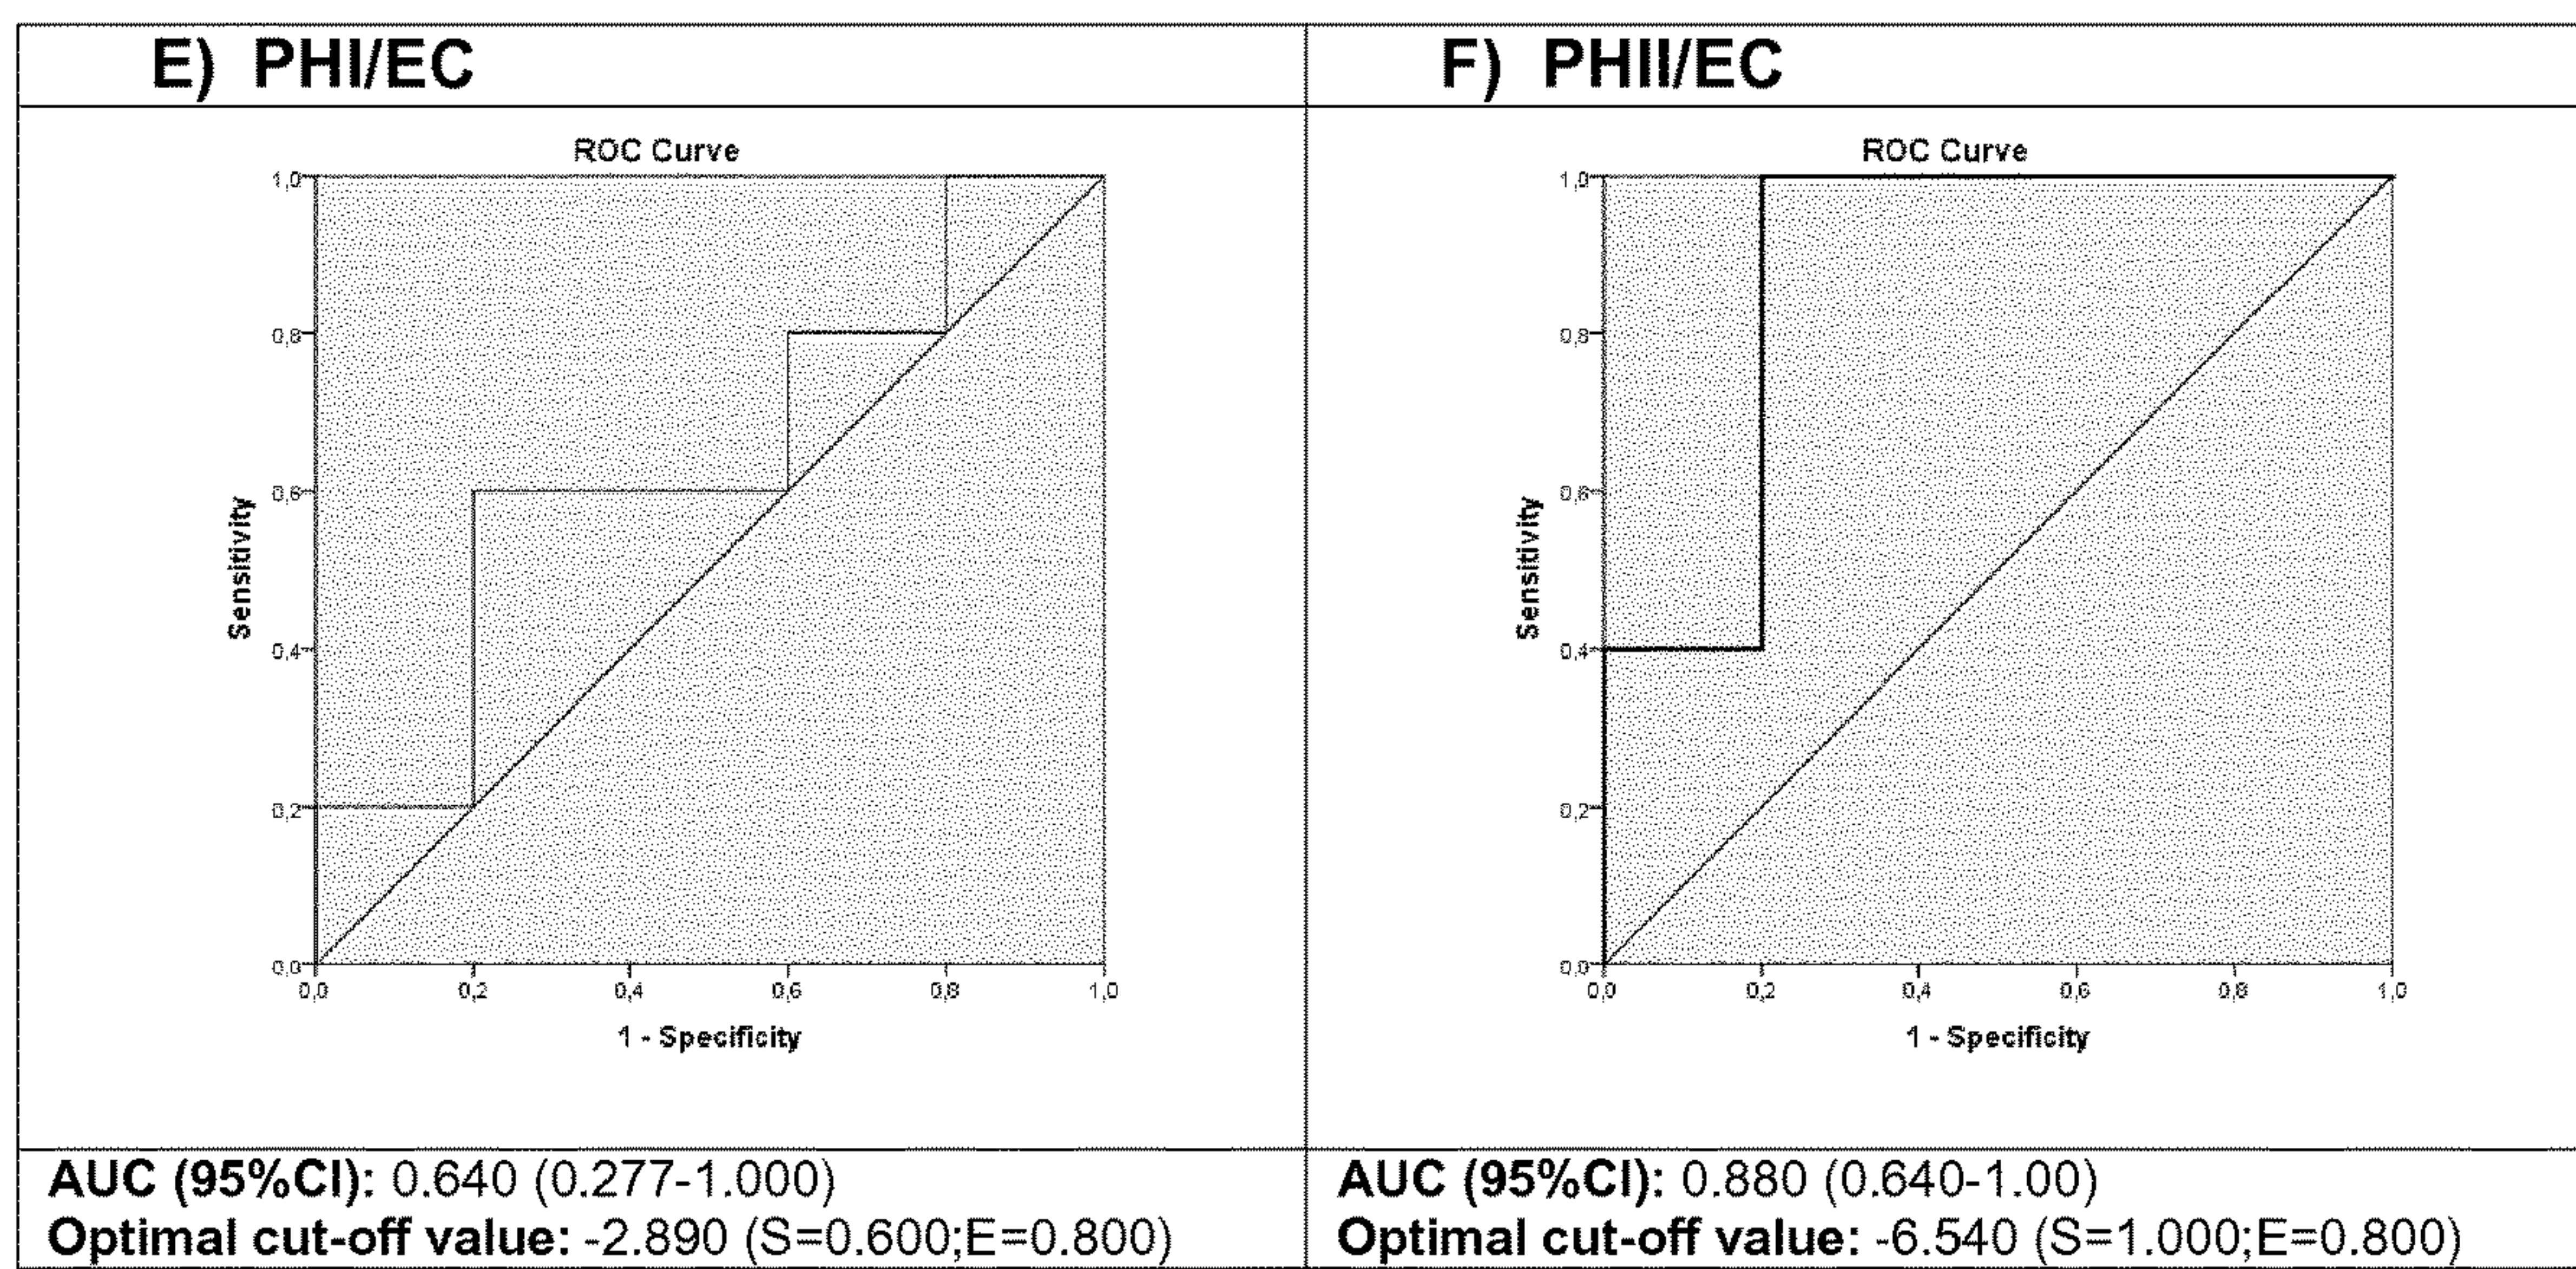 E) PHI/EC
ROC Curve
1,0
0,8
0,6
0,4
0,2
0,0
Sensitivity
0,0 0,2 0,4 0,6 0,8 1,0
1 - Specificity
AUC (95%CI): 0.640 (0.277-1.000)
Optimal cut-off value: -2.890 (S=0.600;E=0.800)
F) PHII/EC
ROC Curve
1,0
0,8
0,6
0,4
0,2
0,0
Sensitivity
0,0 0,2 0,4 0,6 0,8 1,0
1 - Specificity
AUC (95%CI): 0.880 (0.640-1.00)
Optimal cut-off value: -6.540 (S=1.000;E=0.800)